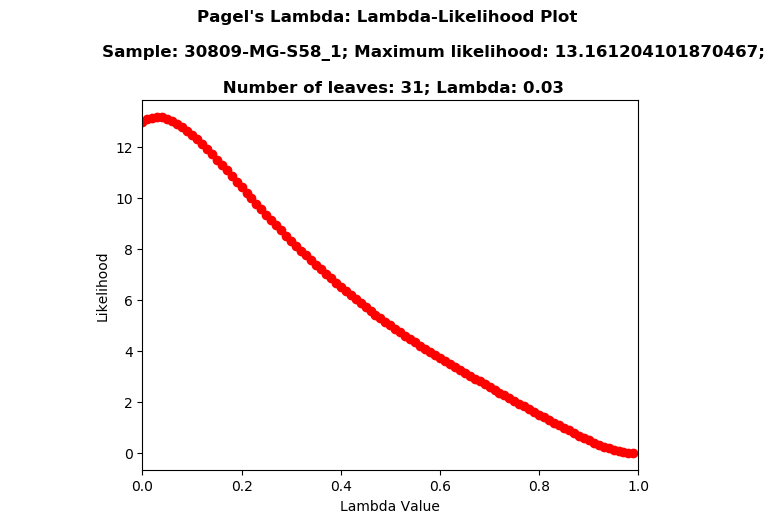 Pagel's Lambda: Lambda-Likelihood Plot
Sample: 30809-MG-S58_1; Maximum likelihood: 13.161204101870467;
Number of leaves: 31; Lambda: 0.03
12
10
8
6
4
2
0
Likelihood
0.0 0.2 0.4 0.6 0.8 1.0
Lambda Value